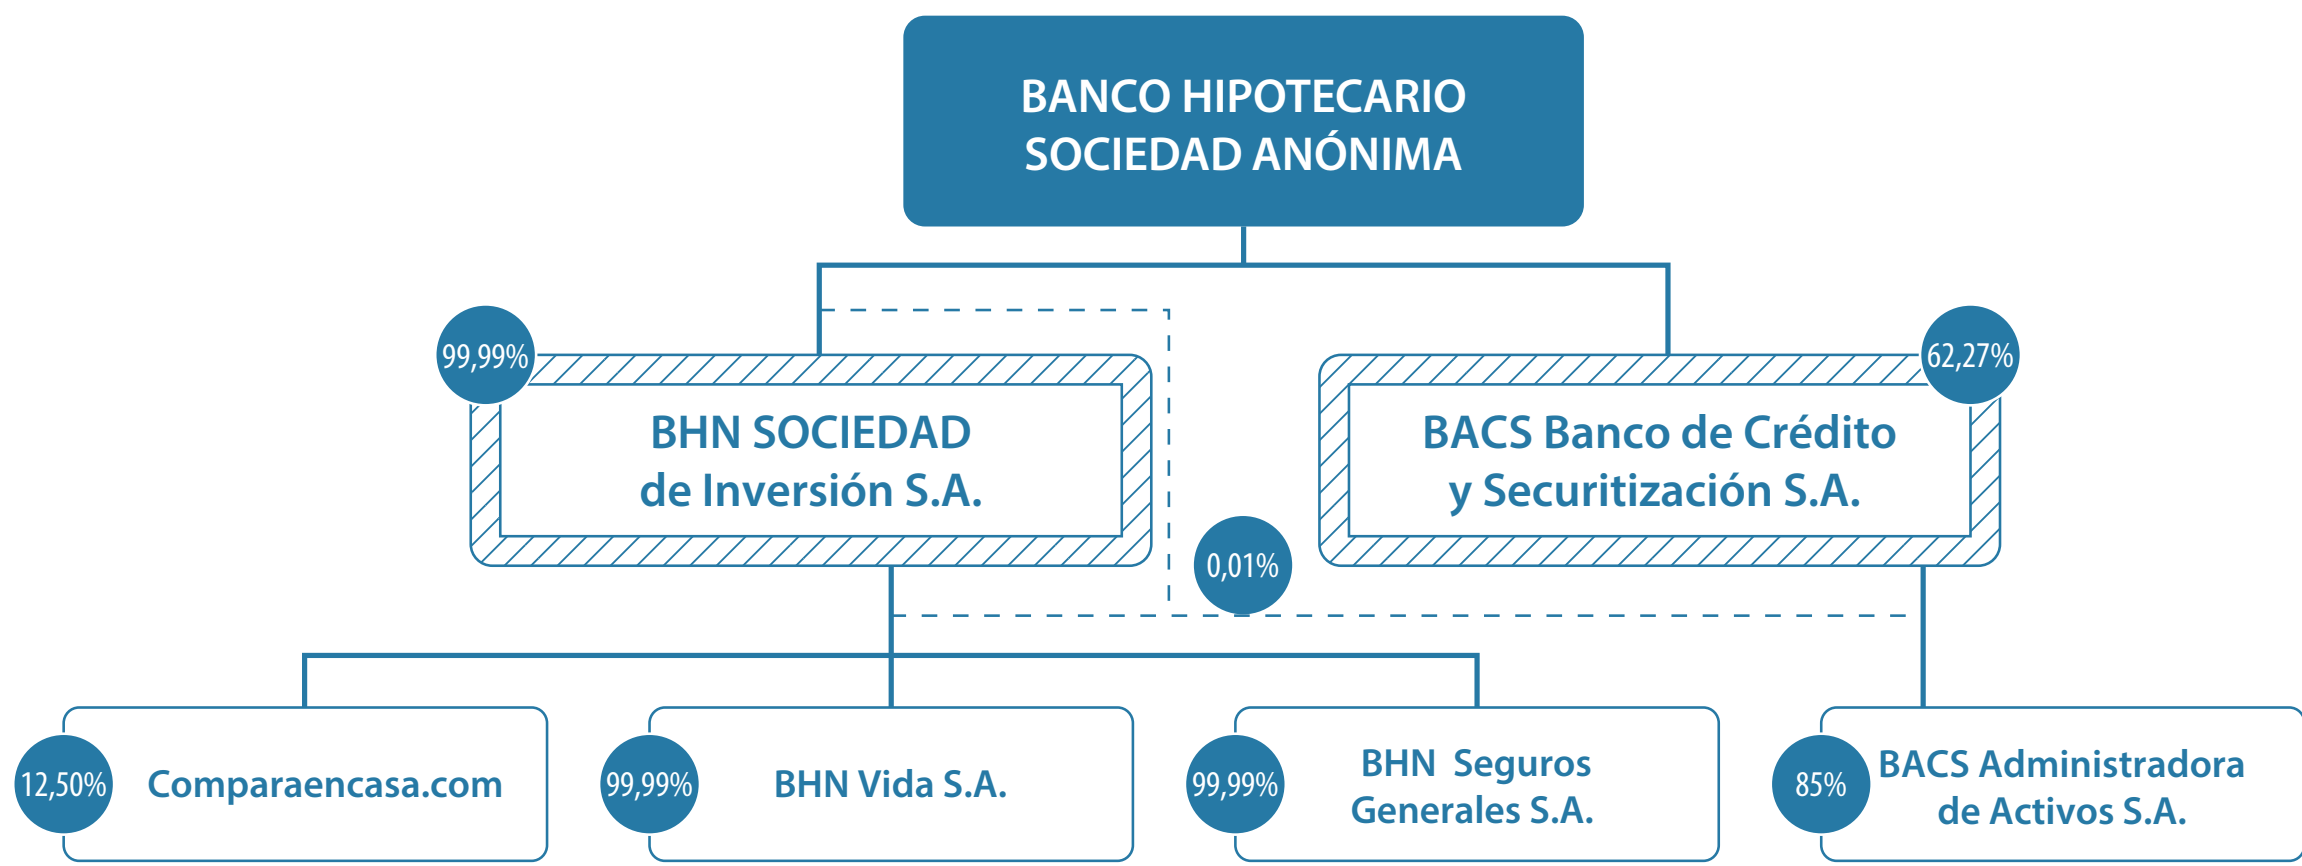 BANCO HIPOTECARIO
SOCIEDAD ANÓNIMA
99,99%
BHN SOCIEDAD
de Inversión S.A.
62,27%
BACS Banco de Crédito
y Securitización S.A.
0,01%
12,50%
Comparaencasa.com
99,99%
BHN Vida S.A.
99,99%
BHN Seguros
Generales S.A.
85%
BACS Administradora
de Activos S.A.